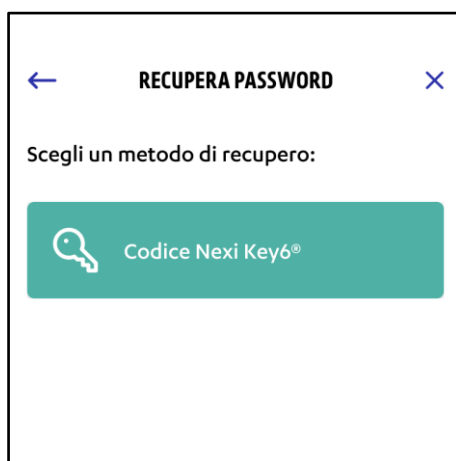 RECUPERA PASSWORD
Scegli un metodo di recupero:
Codice Nexi Key6®